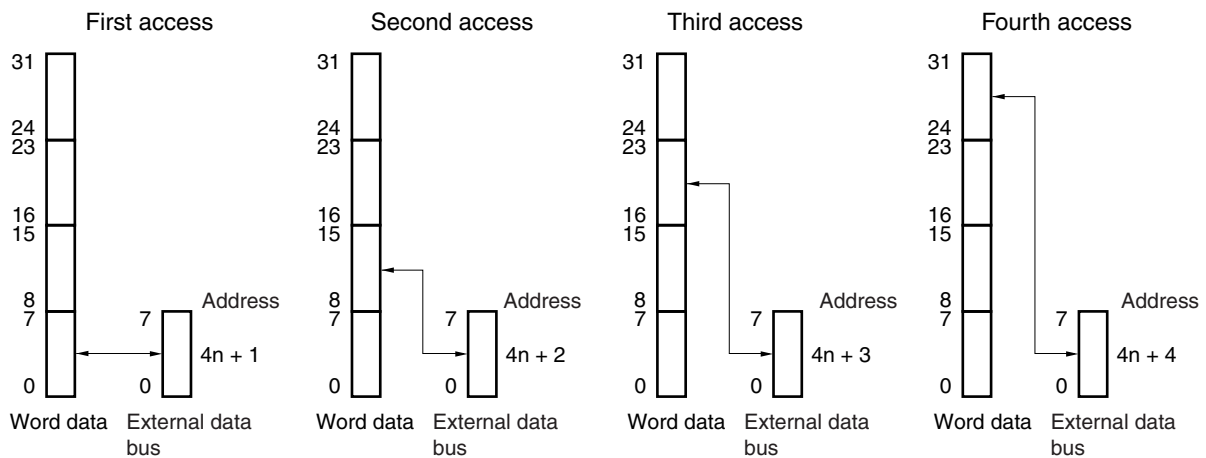 First access
31
24
23
16
15
8
7
0
Address
7
4n + 1
0
Word data
External data
bus
Second access
31
24
23
16
15
8
7
0
Address
7
4n + 2
0
Word data
External data
bus
Third access
31
24
23
16
15
8
7
0
Address
7
4n + 3
0
Word data
External data
bus
Fourth access
31
24
23
16
15
8
7
0
Address
7
4n + 4
0
Word data
External data
bus